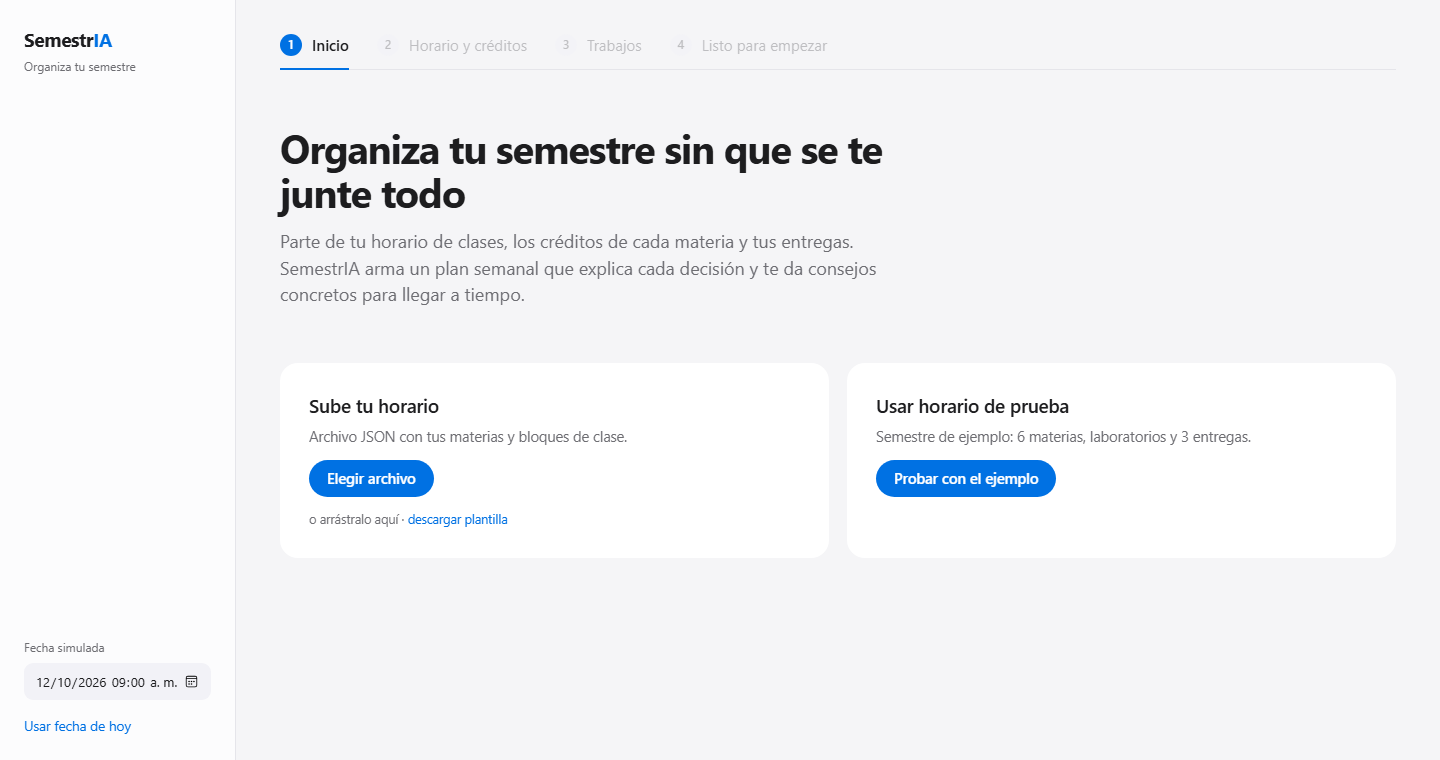 SemestrIA
Organiza tu semestre
1 Inicio 2 Horario y créditos 3 Trabajos 4 Listo para empezar
Organiza tu semestre sin que se te
junte todo
Parte de tu horario de clases, los créditos de cada materia y tus entregas.
SemestrIA arma un plan semanal que explica cada decisión y te da consejos
concretos para llegar a tiempo.
Sube tu horario
Archivo JSON con tus materias y bloques de clase.
Elegir archivo
o arrástralo aquí · descargar plantilla
Usar horario de prueba
Semestre de ejemplo: 6 materias, laboratorios y 3 entregas.
Probar con el ejemplo
Fecha simulada
12/10/2026 09:00 a. m.
Usar fecha de hoy